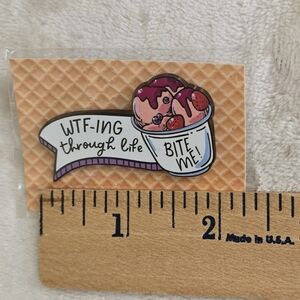 WTF-ING
through life
BITE
ME!
1
2
Made in U.S.A.